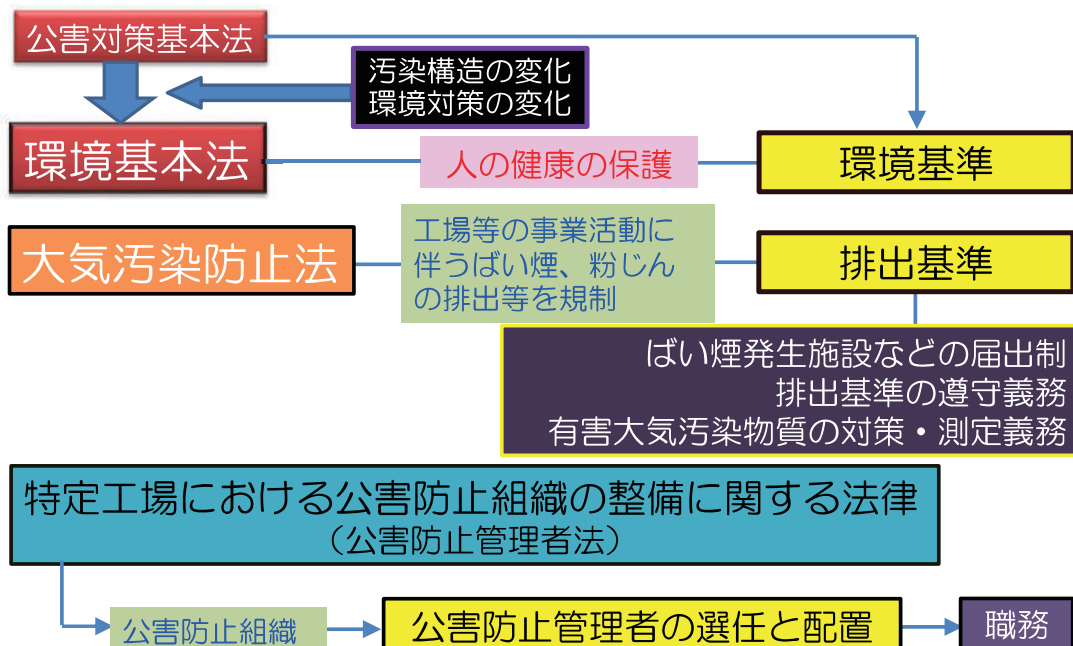 公害対策基本法
汚染構造の変化
環境対策の変化
環境基本法
人の健康の保護
環境基準
大気汚染防止法
工場等の事業活動に
伴うばい煙、粉じん
の排出等を規制
排出基準
ばい煙発生施設などの届出制
排出基準の遵守義務
有害大気汚染物質の対策・測定義務
特定工場における公害防止組織の整備に関する法律
（公害防止管理者法）
公害防止組織
公害防止管理者の選任と配置
職務